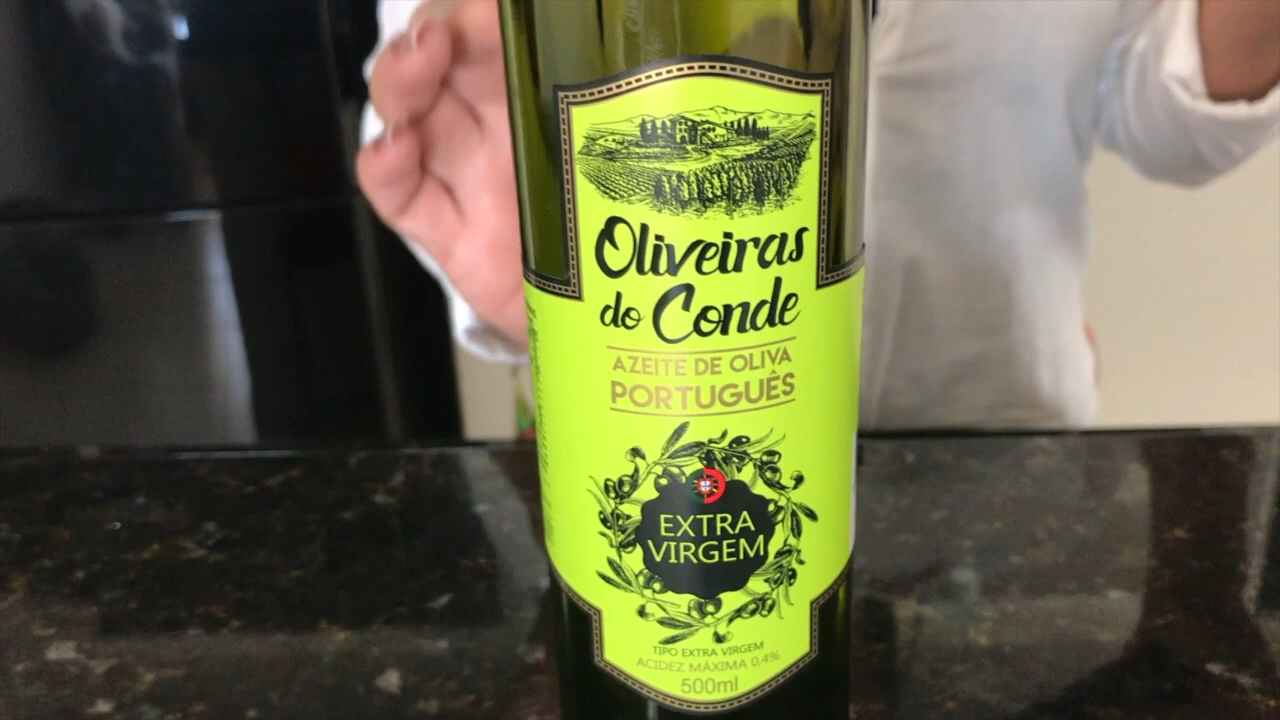 Oliveiras
do Conde
AZEITE DE OLIVA
PORTUGUÊS
EXTRA
VIRGEM
TIPO EXTRA VIRGEM
ACIDEZ MÁXIMA 0,4%
500ml